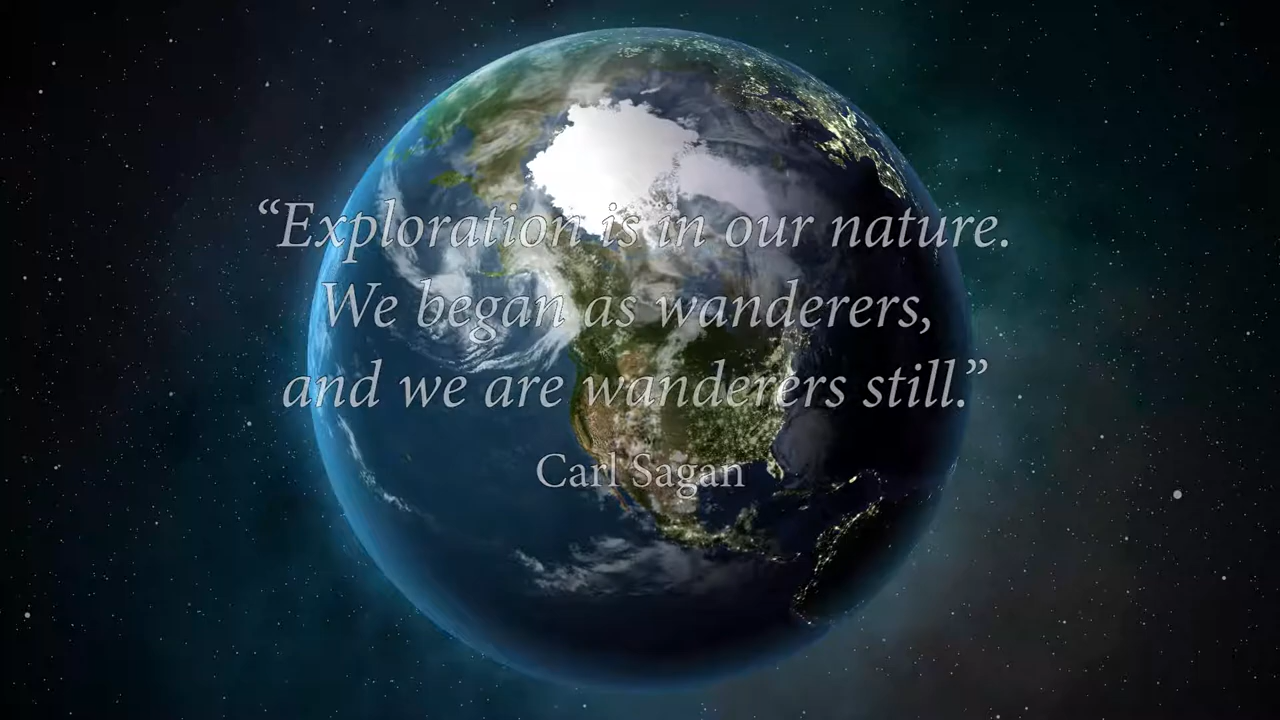 “Exploration is in our nature.
We began as wanderers,
and we are wanderers still.”
Carl Sagan